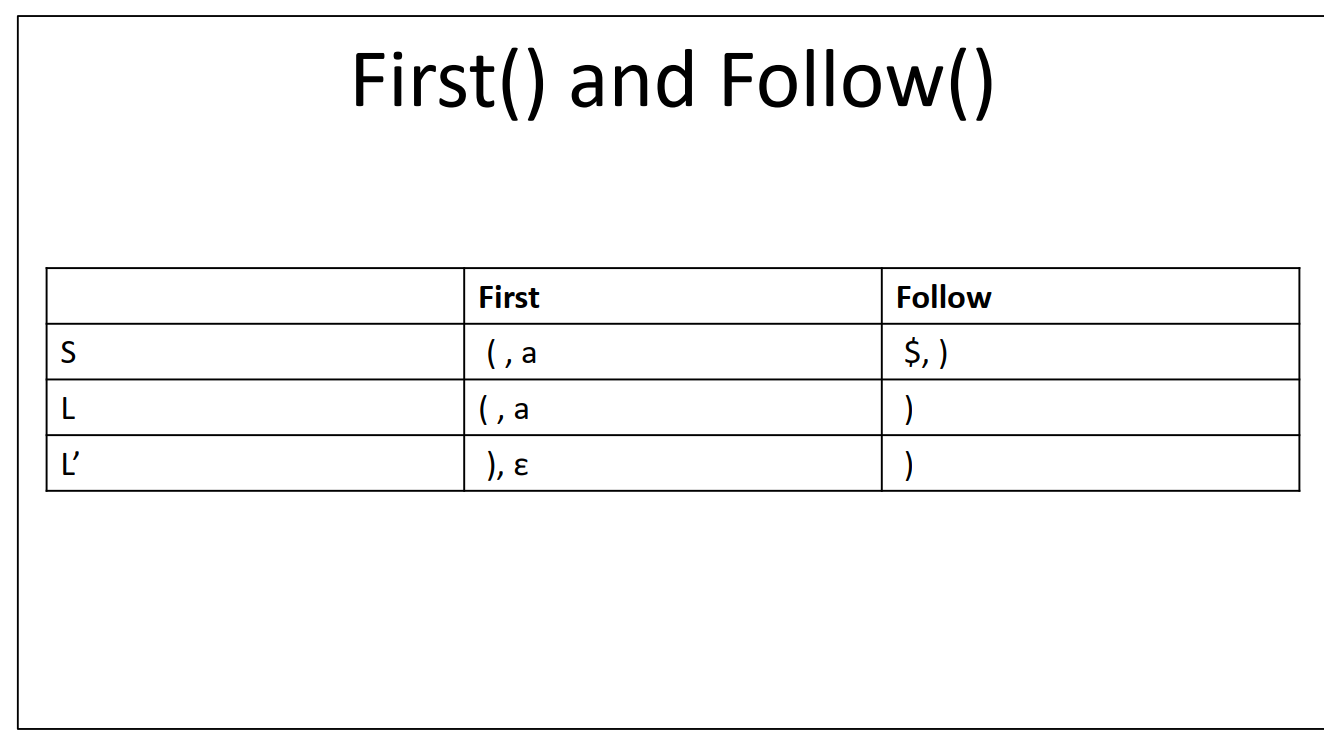 First() and Follow()
First Follow
S ( , a $, )
L ( , a )
L’ ), ε )